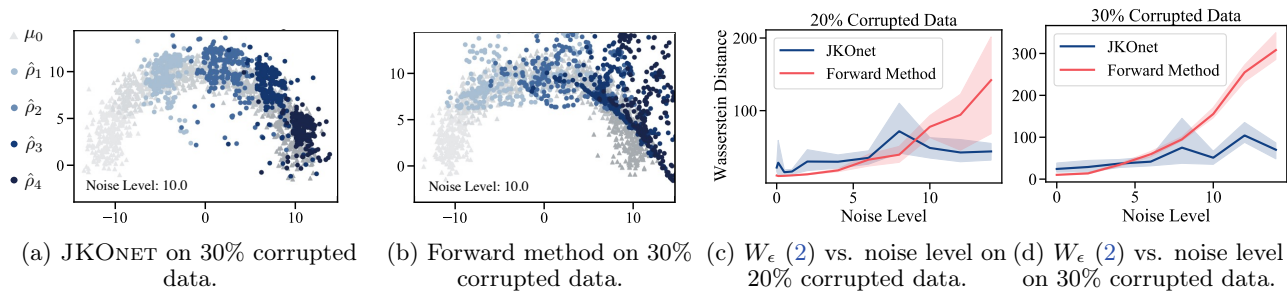 μ₀
ρ̂₁
ρ̂₂
ρ̂₃
ρ̂₄
10
5
0
Noise Level: 10.0
−10
0
10
10
5
0
Noise Level: 10.0
−10
0
10
20% Corrupted Data
JKOnet
Forward Method
Wasserstein Distance
200
100
0
5
10
Noise Level
30% Corrupted Data
JKOnet
Forward Method
300
200
100
0
0
10
Noise Level
(a) JKONET on 30% corrupted
data.
(b) Forward method on 30%
corrupted data.
(c) Wϵ (2) vs. noise level on
20% corrupted data.
(d) Wϵ (2) vs. noise level
on 30% corrupted data.